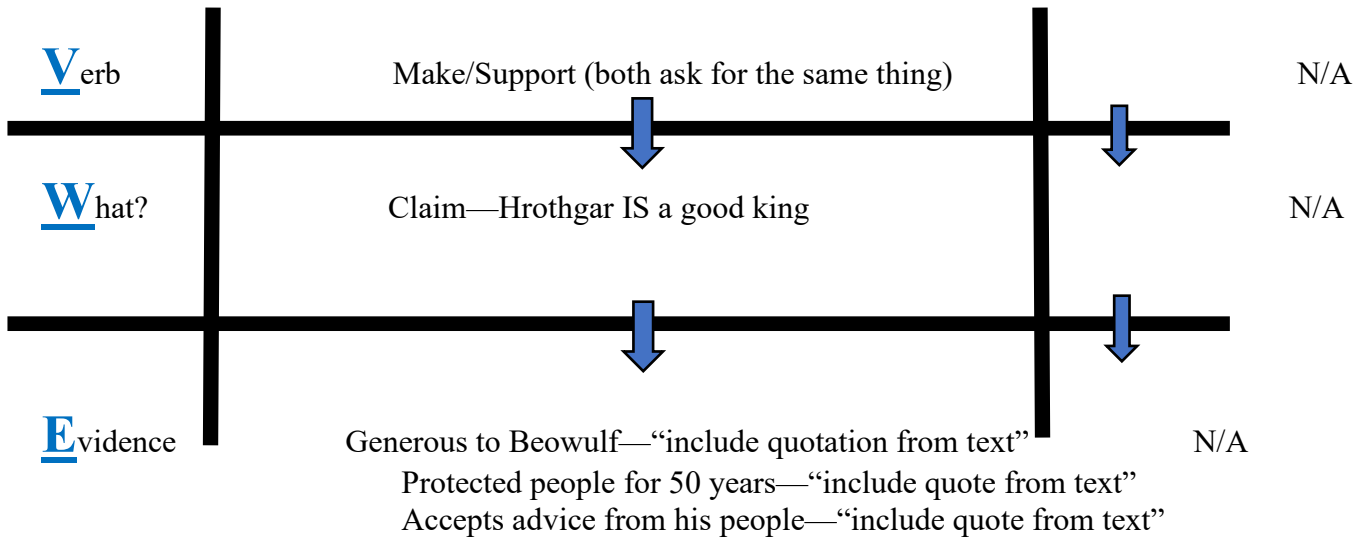 Verb Make/Support (both ask for the same thing) N/A
What? Claim—Hrothgar IS a good king N/A
Evidence Generous to Beowulf—“include quotation from text” N/A
Protected people for 50 years—“include quote from text”
Accepts advice from his people—“include quote from text”